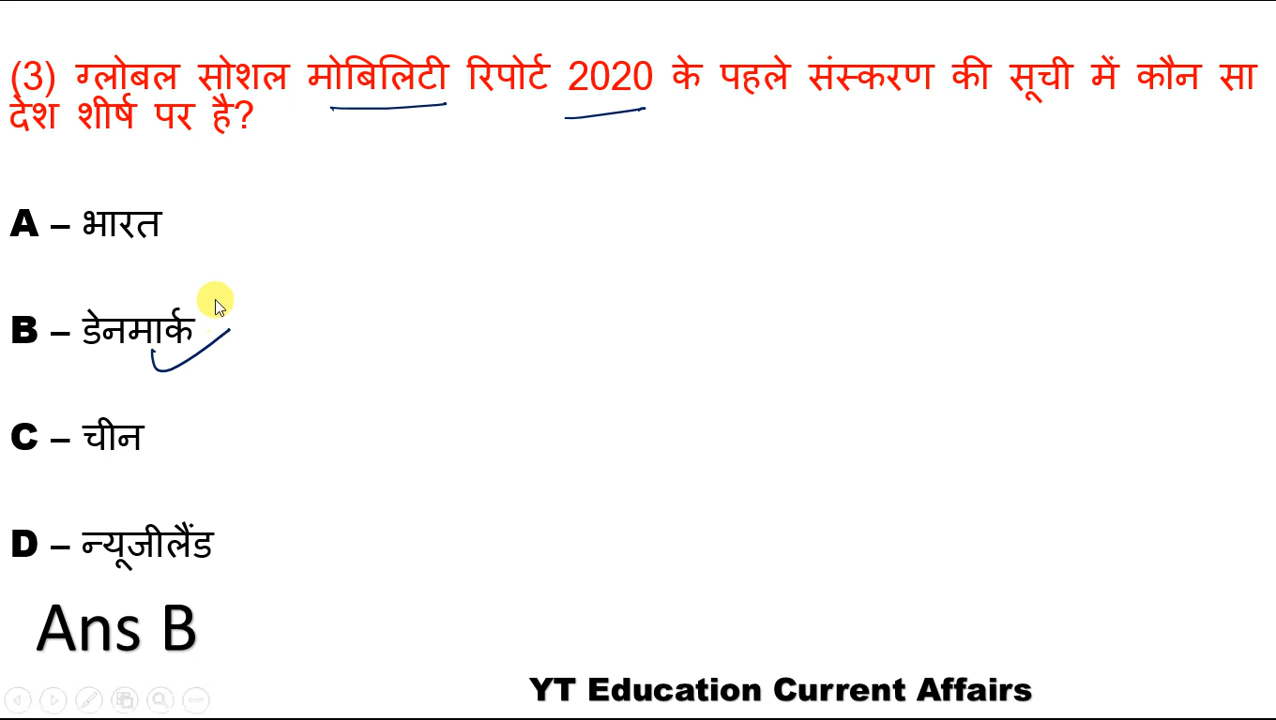 (3) ग्लोबल सोशल मोबिलिटी रिपोर्ट 2020 के पहले संस्करण की सूची में कौन सा
देश शीर्ष पर है?
A – भारत
B – डेनमार्क
C – चीन
D – न्यूजीलैंड
Ans B
YT Education Current Affairs